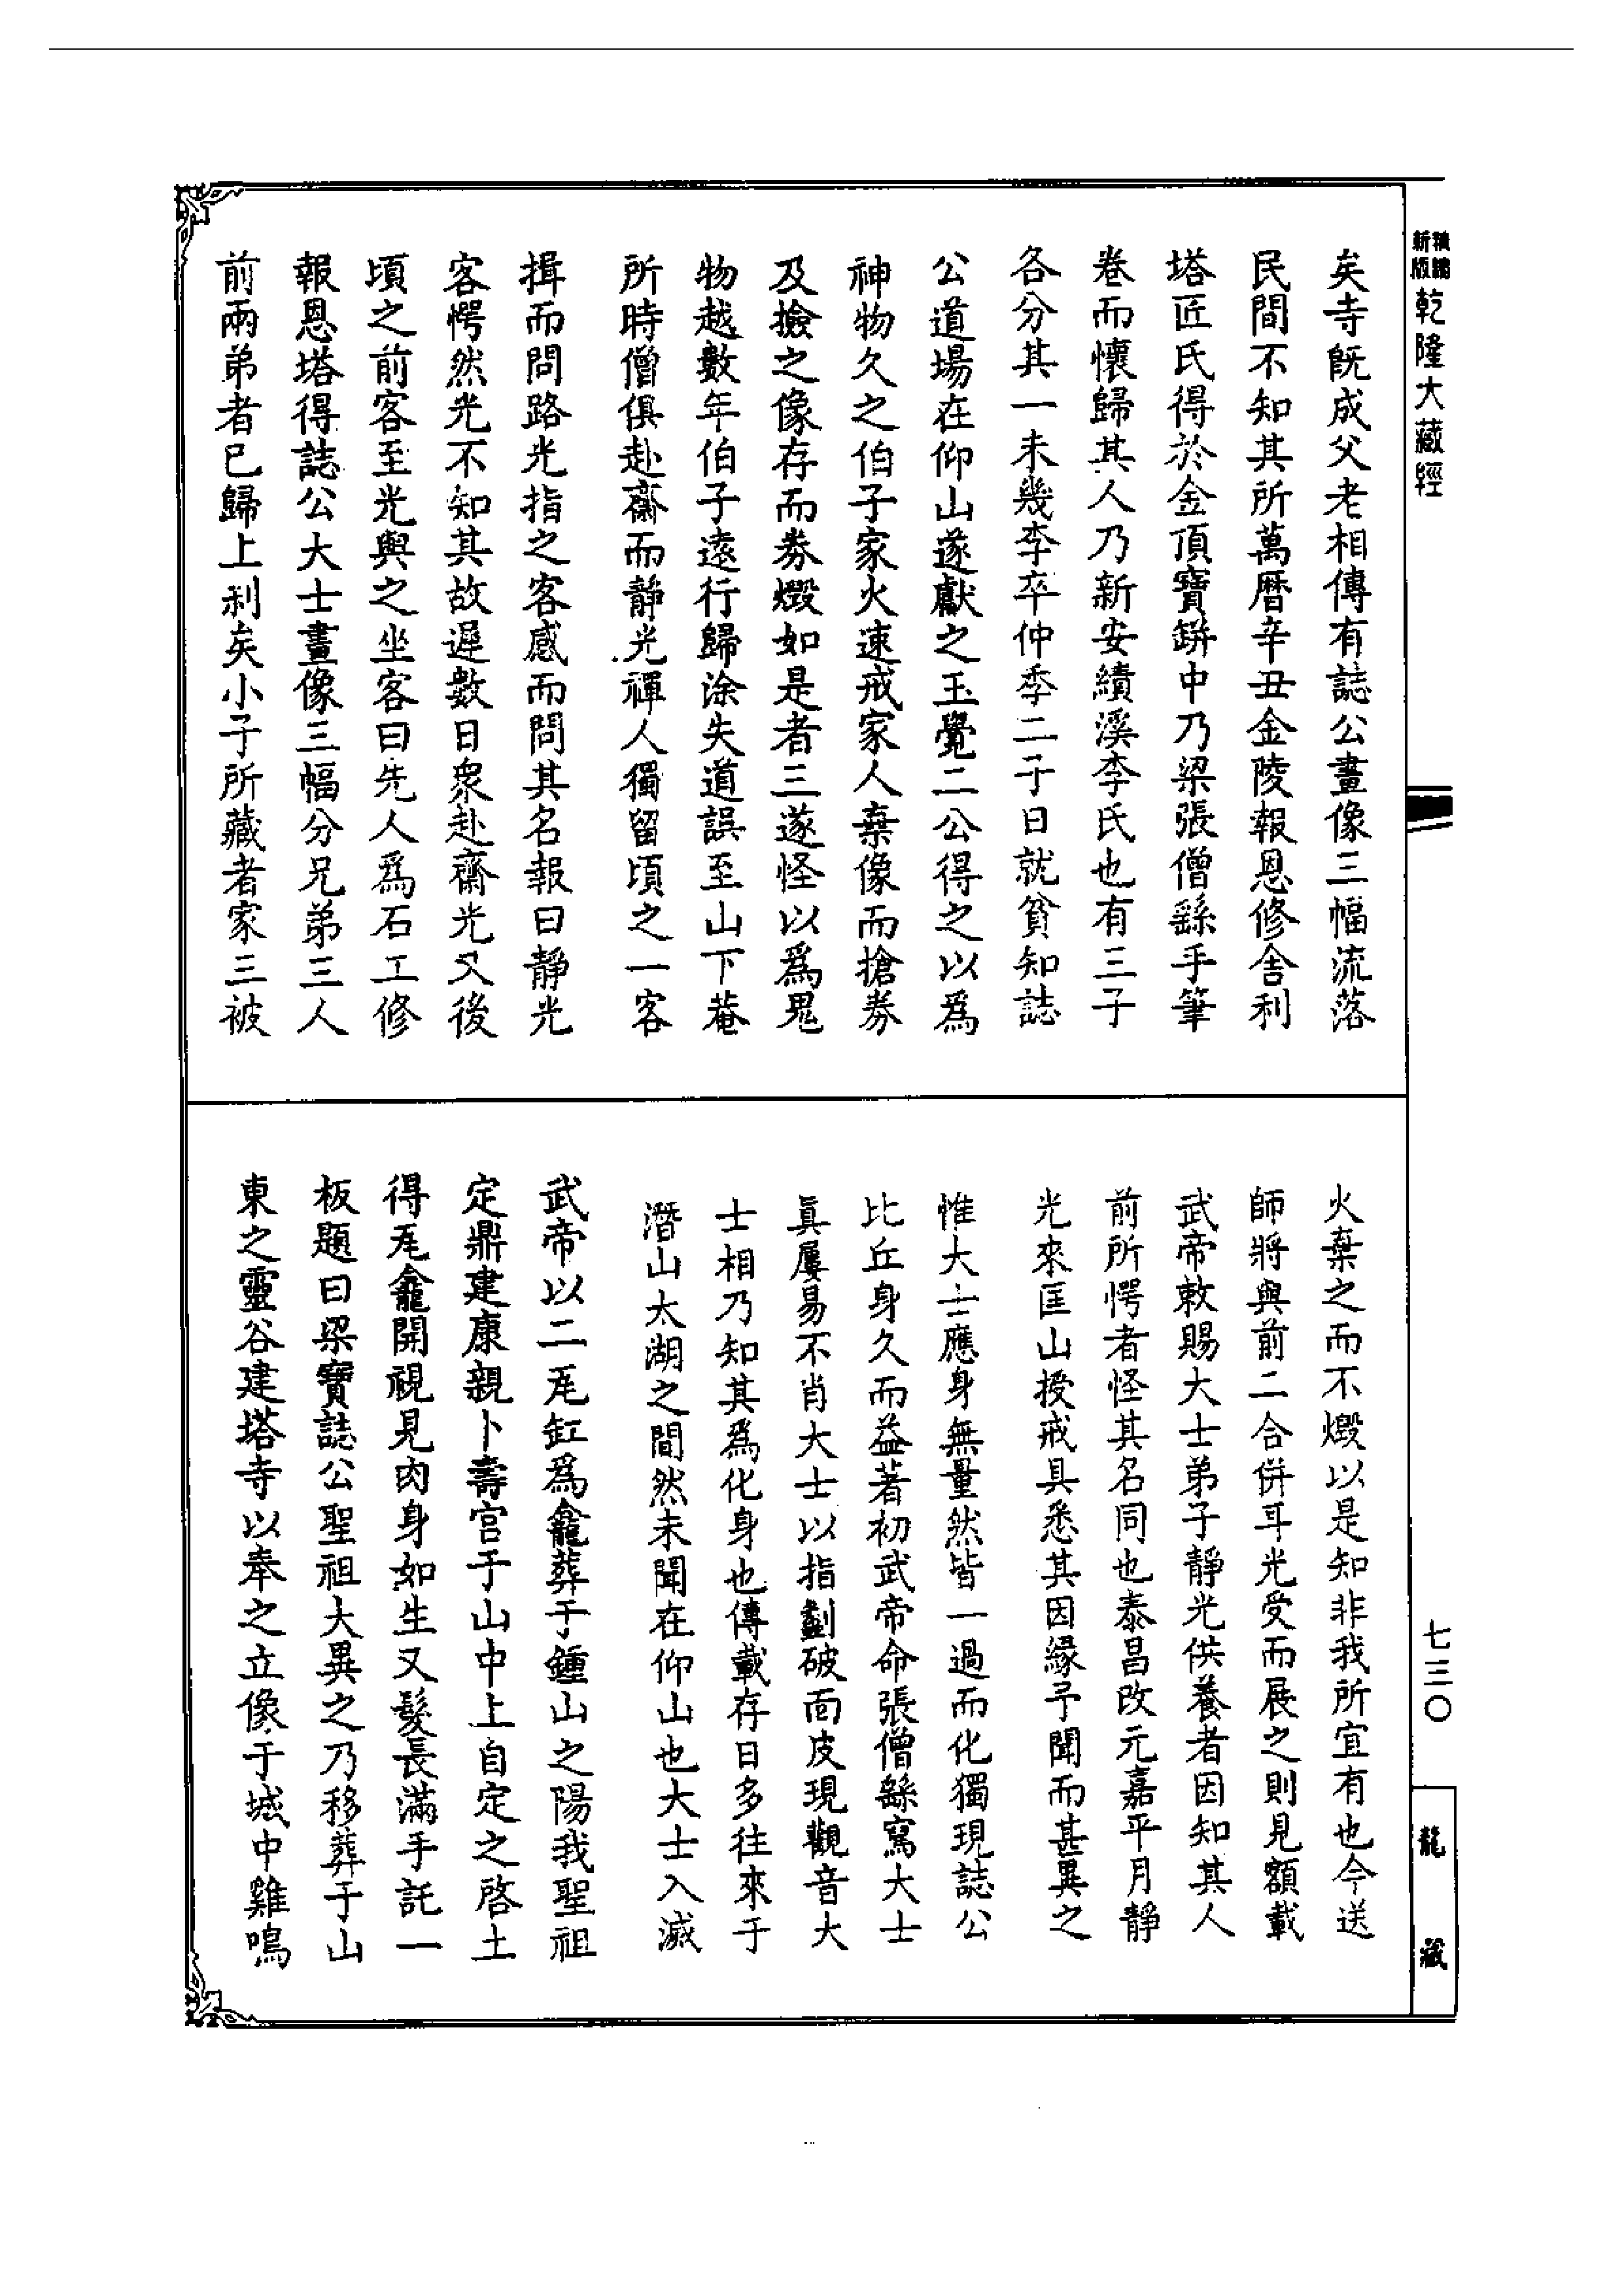 精編
新版
乾隆大藏經
矣寺既成父老相傳有誌公畫像三幅流落
民間不知其所萬曆辛丑金陵報恩修舍利
塔匠氏得於金頂寶缾中乃梁張僧繇手筆
卷而懷歸其人乃新安績溪李氏也有三子
各分其一未幾李卒仲季二子日就貧知誌
公道場在仰山遂獻之玉覺二公得之以為
神物久之伯子家火速戒家人棄像而搶券
及撿之像存而券燬如是者三遂怪以為鬼
物越數年伯子遠行歸涂失道誤至山下菴
所時僧俱赴齋而靜光禪人獨留頃之一客
揖而問路光指之客感而問其名報曰靜光
客愕然光不知其故遲數日眾赴齋光又後
頃之前客至光與之坐客曰先人為石工修
報恩塔得誌公大士畫像三幅分兄弟三人
前兩弟者已歸上剎矣小子所藏者家三被
火棄之而不燬以是知非我所宜有也今送
師將與前二合併耳光受而展之則見額載
武帝敕賜大士弟子靜光供養者因知其人
前所愕者怪其名同也泰昌改元嘉平月靜
光來匡山授戒具悉其因緣予聞而甚異之
惟大士應身無量然皆一過而化獨現誌公
比丘身久而益著初武帝命張僧繇寫大士
真屢易不肖大士以指劃破面皮現觀音大
士相乃知其為化身也傳載存日多往來于
潛山太湖之間然未聞在仰山也大士入滅
武帝以二瓦缸為龕葬于鍾山之陽我聖祖
定鼎建康親卜壽宮于山中上自定之啓土
得瓦龕開視見肉身如生又髮長滿手託一
板題曰梁寶誌公聖祖大異之乃移葬于山
東之靈谷建塔寺以奉之立像于城中雞鳴
七三〇
龍藏